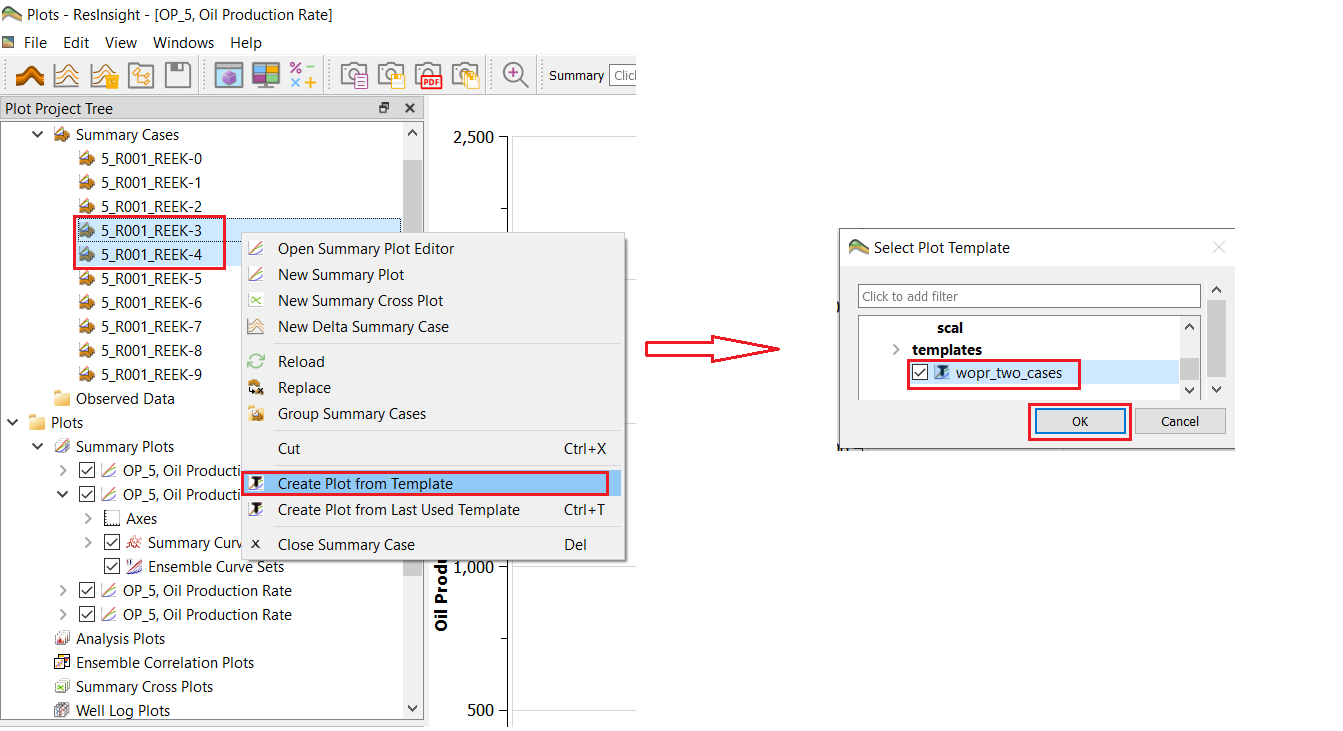 Plots - ResInsight - [OP_5, Oil Production Rate]
File Edit View Windows Help
PDF
Summary
Plot Project Tree
Summary Cases
5_R001_REEK-0
5_R001_REEK-1
5_R001_REEK-2
5_R001_REEK-3
5_R001_REEK-4
5_R001_REEK-5
5_R001_REEK-6
5_R001_REEK-7
5_R001_REEK-8
5_R001_REEK-9
Observed Data
Plots
Summary Plots
OP_5, Oil Producti
OP_5, Oil Producti
Axes
Summary Curv
Ensemble Curve Sets
OP_5, Oil Production Rate
OP_5, Oil Production Rate
Analysis Plots
Ensemble Correlation Plots
Summary Cross Plots
Well Log Plots
Open Summary Plot Editor
New Summary Plot
New Summary Cross Plot
New Delta Summary Case
Reload
Replace
Group Summary Cases
Cut Ctrl+X
Create Plot from Template
Create Plot from Last Used Template Ctrl+T
Close Summary Case Del
2,500
1,000
500
Oil Produ
Select Plot Template
Click to add filter
scal
templates
wopr_two_cases
OK Cancel